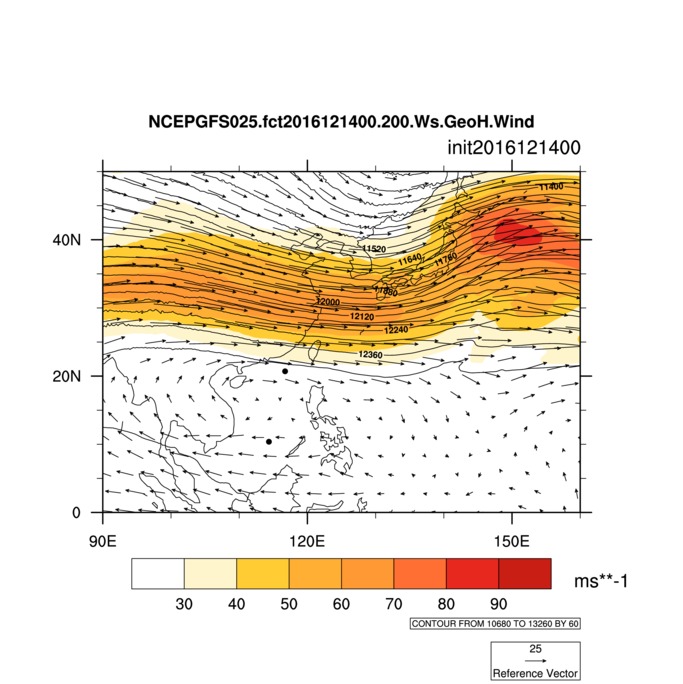 NCEPGFS025.fct2016121400.200.Ws.GeoH.Wind
init2016121400
11400
40N
11520
11640
11760
11880
12000
12120
12240
12360
20N
0
90E 120E 150E
ms**-1
30 40 50 60 70 80 90
CONTOUR FROM 10680 TO 13260 BY 60
25
Reference Vector